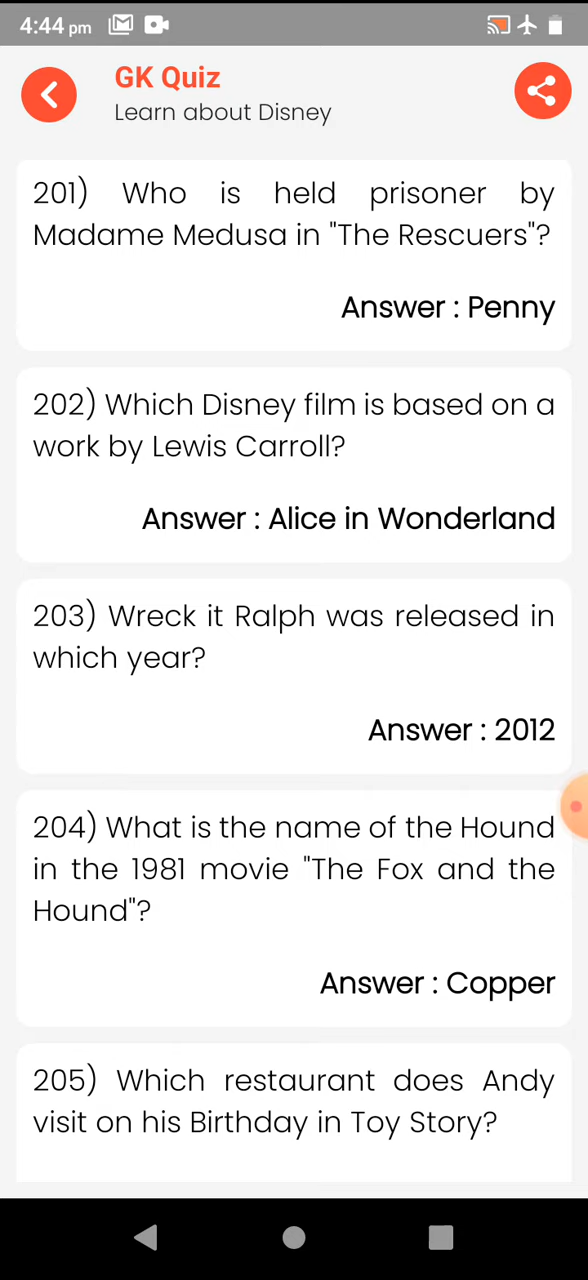 4:44 pm
GK Quiz
Learn about Disney
201) Who is held prisoner by
Madame Medusa in "The Rescuers"?
Answer : Penny
202) Which Disney film is based on a
work by Lewis Carroll?
Answer : Alice in Wonderland
203) Wreck it Ralph was released in
which year?
Answer : 2012
204) What is the name of the Hound
in the 1981 movie "The Fox and the
Hound"?
Answer : Copper
205) Which restaurant does Andy
visit on his Birthday in Toy Story?